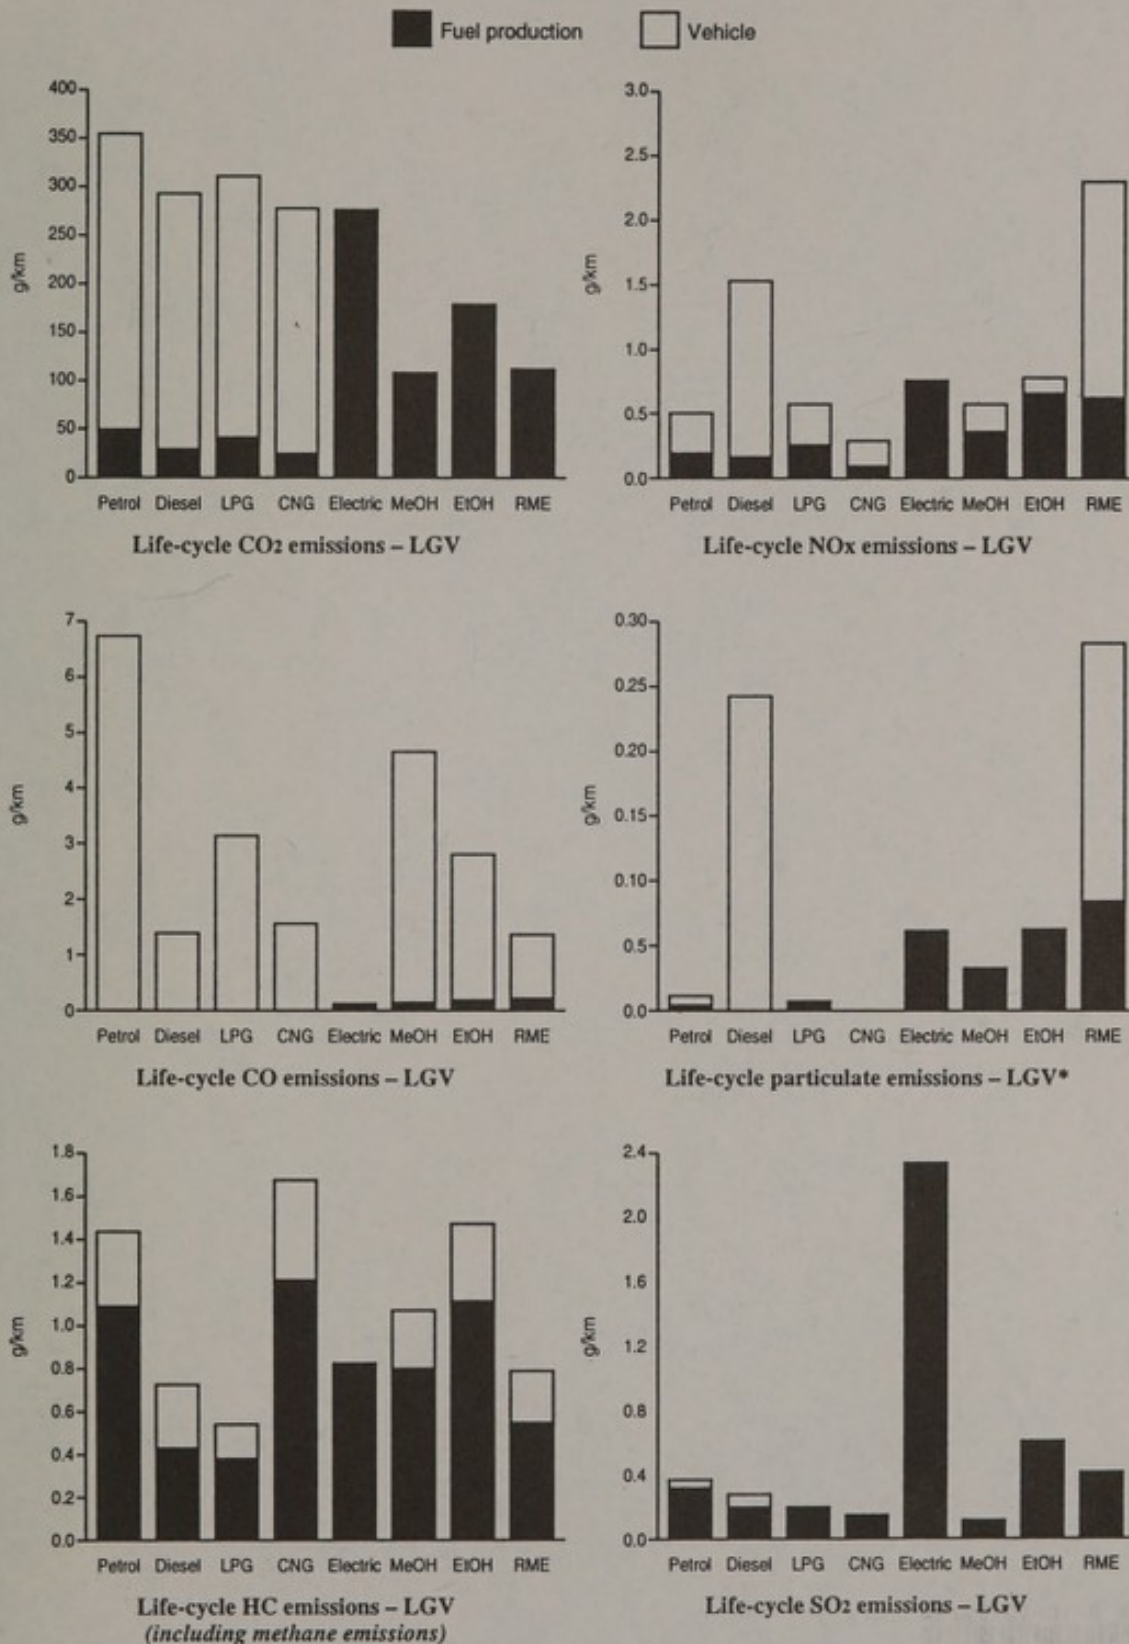 Fuel production Vehicle
400
350
300
250
200
150
100
50
0
g/km
Petrol Diesel LPG CNG Electric MeOH EtOH RME
Life-cycle CO2 emissions – LGV
3.0
2.5
2.0
1.5
1.0
0.5
0.0
g/km
Petrol Diesel LPG CNG Electric MeOH EtOH RME
Life-cycle NOx emissions – LGV
7
6
5
4
3
2
1
0
g/km
Petrol Diesel LPG CNG Electric MeOH EtOH RME
Life-cycle CO emissions – LGV
0.30
0.25
0.20
0.15
0.10
0.5
0.0
g/km
Petrol Diesel LPG CNG Electric MeOH EtOH RME
Life-cycle particulate emissions – LGV*
1.8
1.6
1.4
1.2
1.0
0.8
0.6
0.4
0.2
0.0
g/km
Petrol Diesel LPG CNG Electric MeOH EtOH RME
Life-cycle HC emissions – LGV
(including methane emissions)
2.4
2.0
1.6
1.2
0.8
0.4
0.0
g/km
Petrol Diesel LPG CNG Electric MeOH EtOH RME
Life-cycle SO2 emissions – LGV